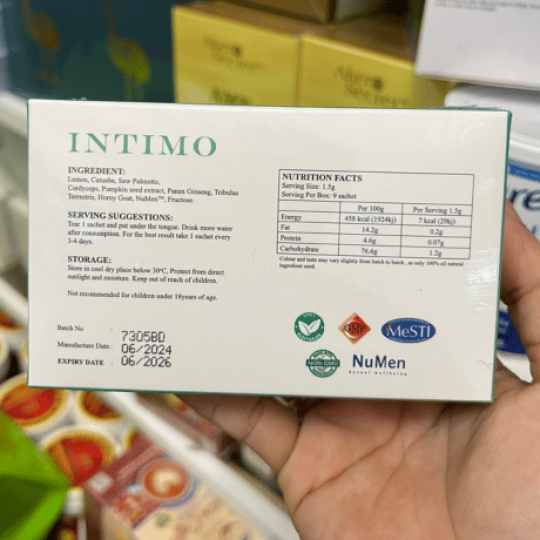 INTIMO
INGREDIENT:
Lemon, Catuaba, Saw Palmetto,
Cordyceps, Pumpkin seed extract, Panax Ginseng, Tribulus
Terrestris, Horny Goat, NuMen™, Fructose.
SERVING SUGGESTIONS:
Tear 1 sachet and put under the tongue. Drink more water
after consumption. For the best result take 1 sachet every
3-4 days.
STORAGE:
Store in cool dry place below 30°C, Protect from direct
sunlight and moisture. Keep out of reach of children.
Not recommended for children under 18years of age.
Batch No : 7305BD
Manufacture Date : 06/2024
EXPIRY DATE : 06/2026
NUTRITION FACTS
Serving Size: 1.5g
Serving Per Box: 9 sachet
Per 100g Per Serving 1.5g
Energy 458 kcal (1924kj) 7 kcal (29kj)
Fat 14.2g 0.2g
Protein 4.6g 0.07g
Carbohydrate 76.6g 1.2g
Colour and taste may vary slightly from batch to batch, as only 100% all natural
ingredient used.
GMP
MeSTI
NON-GMO
NuMen
Sexual wellbeing